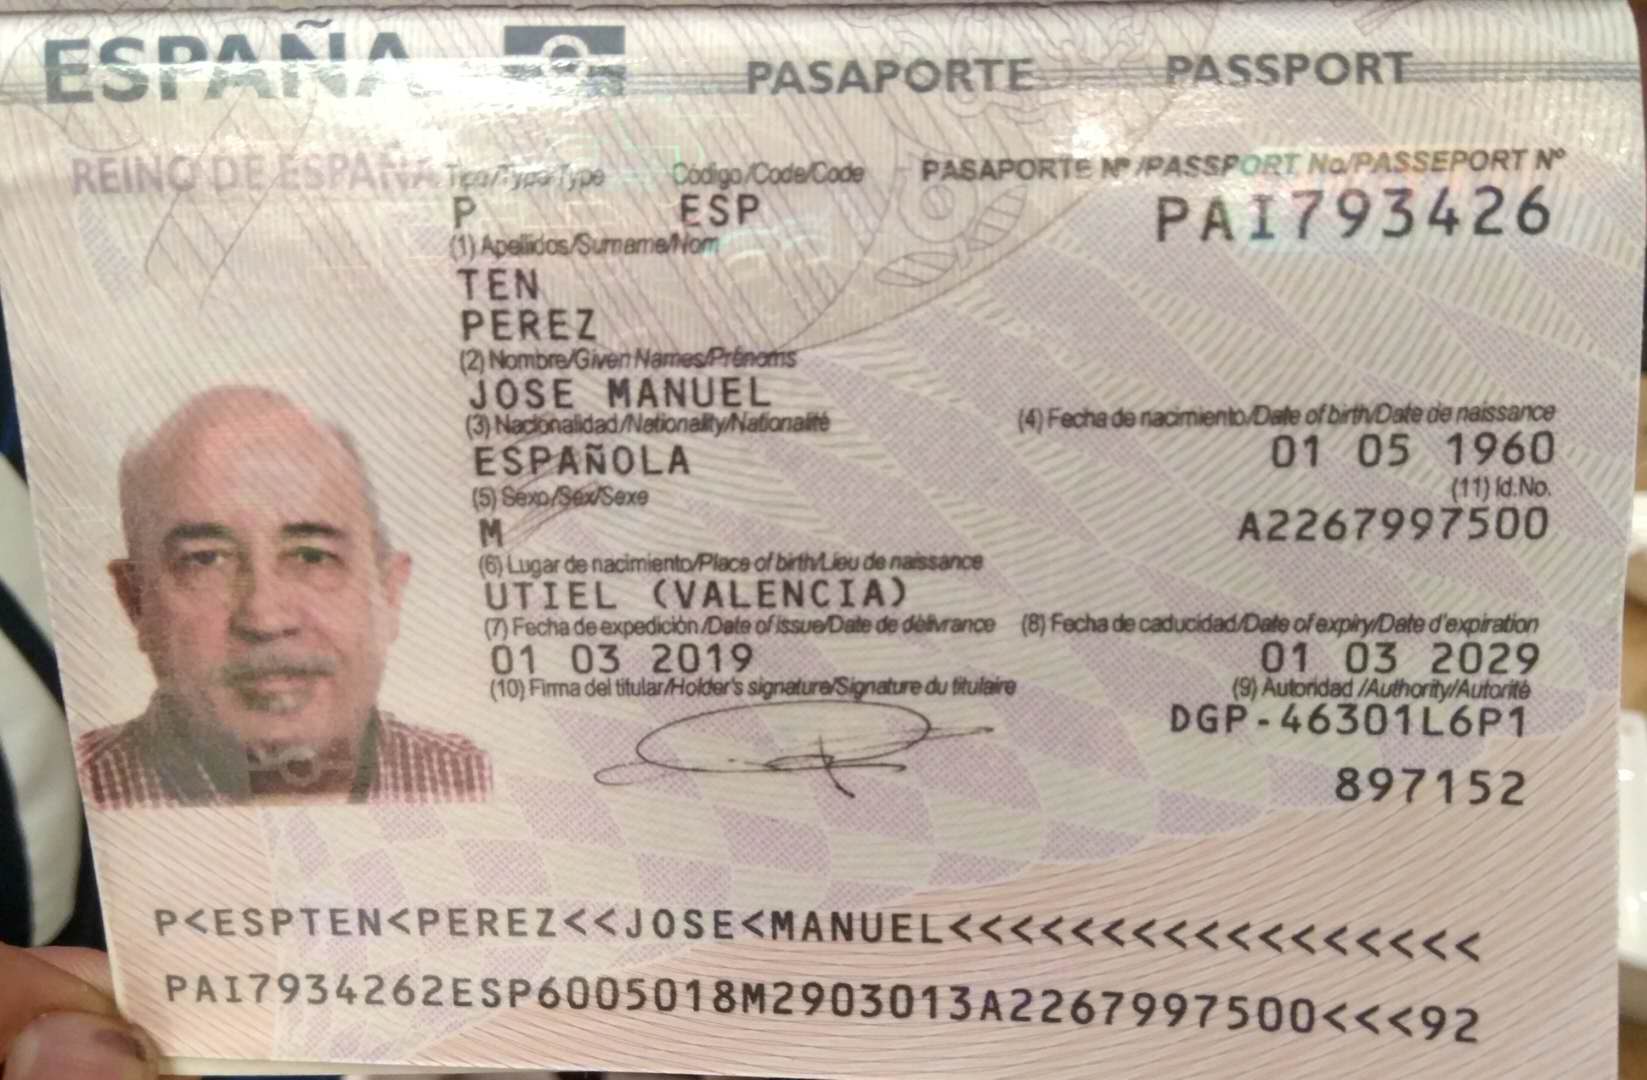 ESPAÑA PASAPORTE PASSPORT
REINO DE ESPAÑA Tipo/Type/Type Código/Code/Code PASAPORTE Nº/PASSPORT No/PASSEPORT Nº
P ESP PAI793426
(1) Apellidos/Surname/Nom
TEN
PEREZ
(2) Nombre/Given Names/Prénoms
JOSE MANUEL
(3) Nacionalidad/Nationality/Nationalité (4) Fecha de nacimiento/Date of birth/Date de naissance
ESPAÑOLA 01 05 1960
(5) Sexo/Sex/Sexe (11) Id.No.
M A2267997500
(6) Lugar de nacimiento/Place of birth/Lieu de naissance
UTIEL (VALENCIA)
(7) Fecha de expedición/Date of issue/Date de délivrance (8) Fecha de caducidad/Date of expiry/Date d'expiration
01 03 2019 01 03 2029
(10) Firma del titular/Holder's signature/Signature du titulaire (9) Autoridad /Authority/Autorité
DGP-46301L6P1
897152
P<ESPTEN<PEREZ<<JOSE<MANUEL<<<<<<<<<<<<<<<<<
PAI7934262ESP6005018M2903013A2267997500<<<92